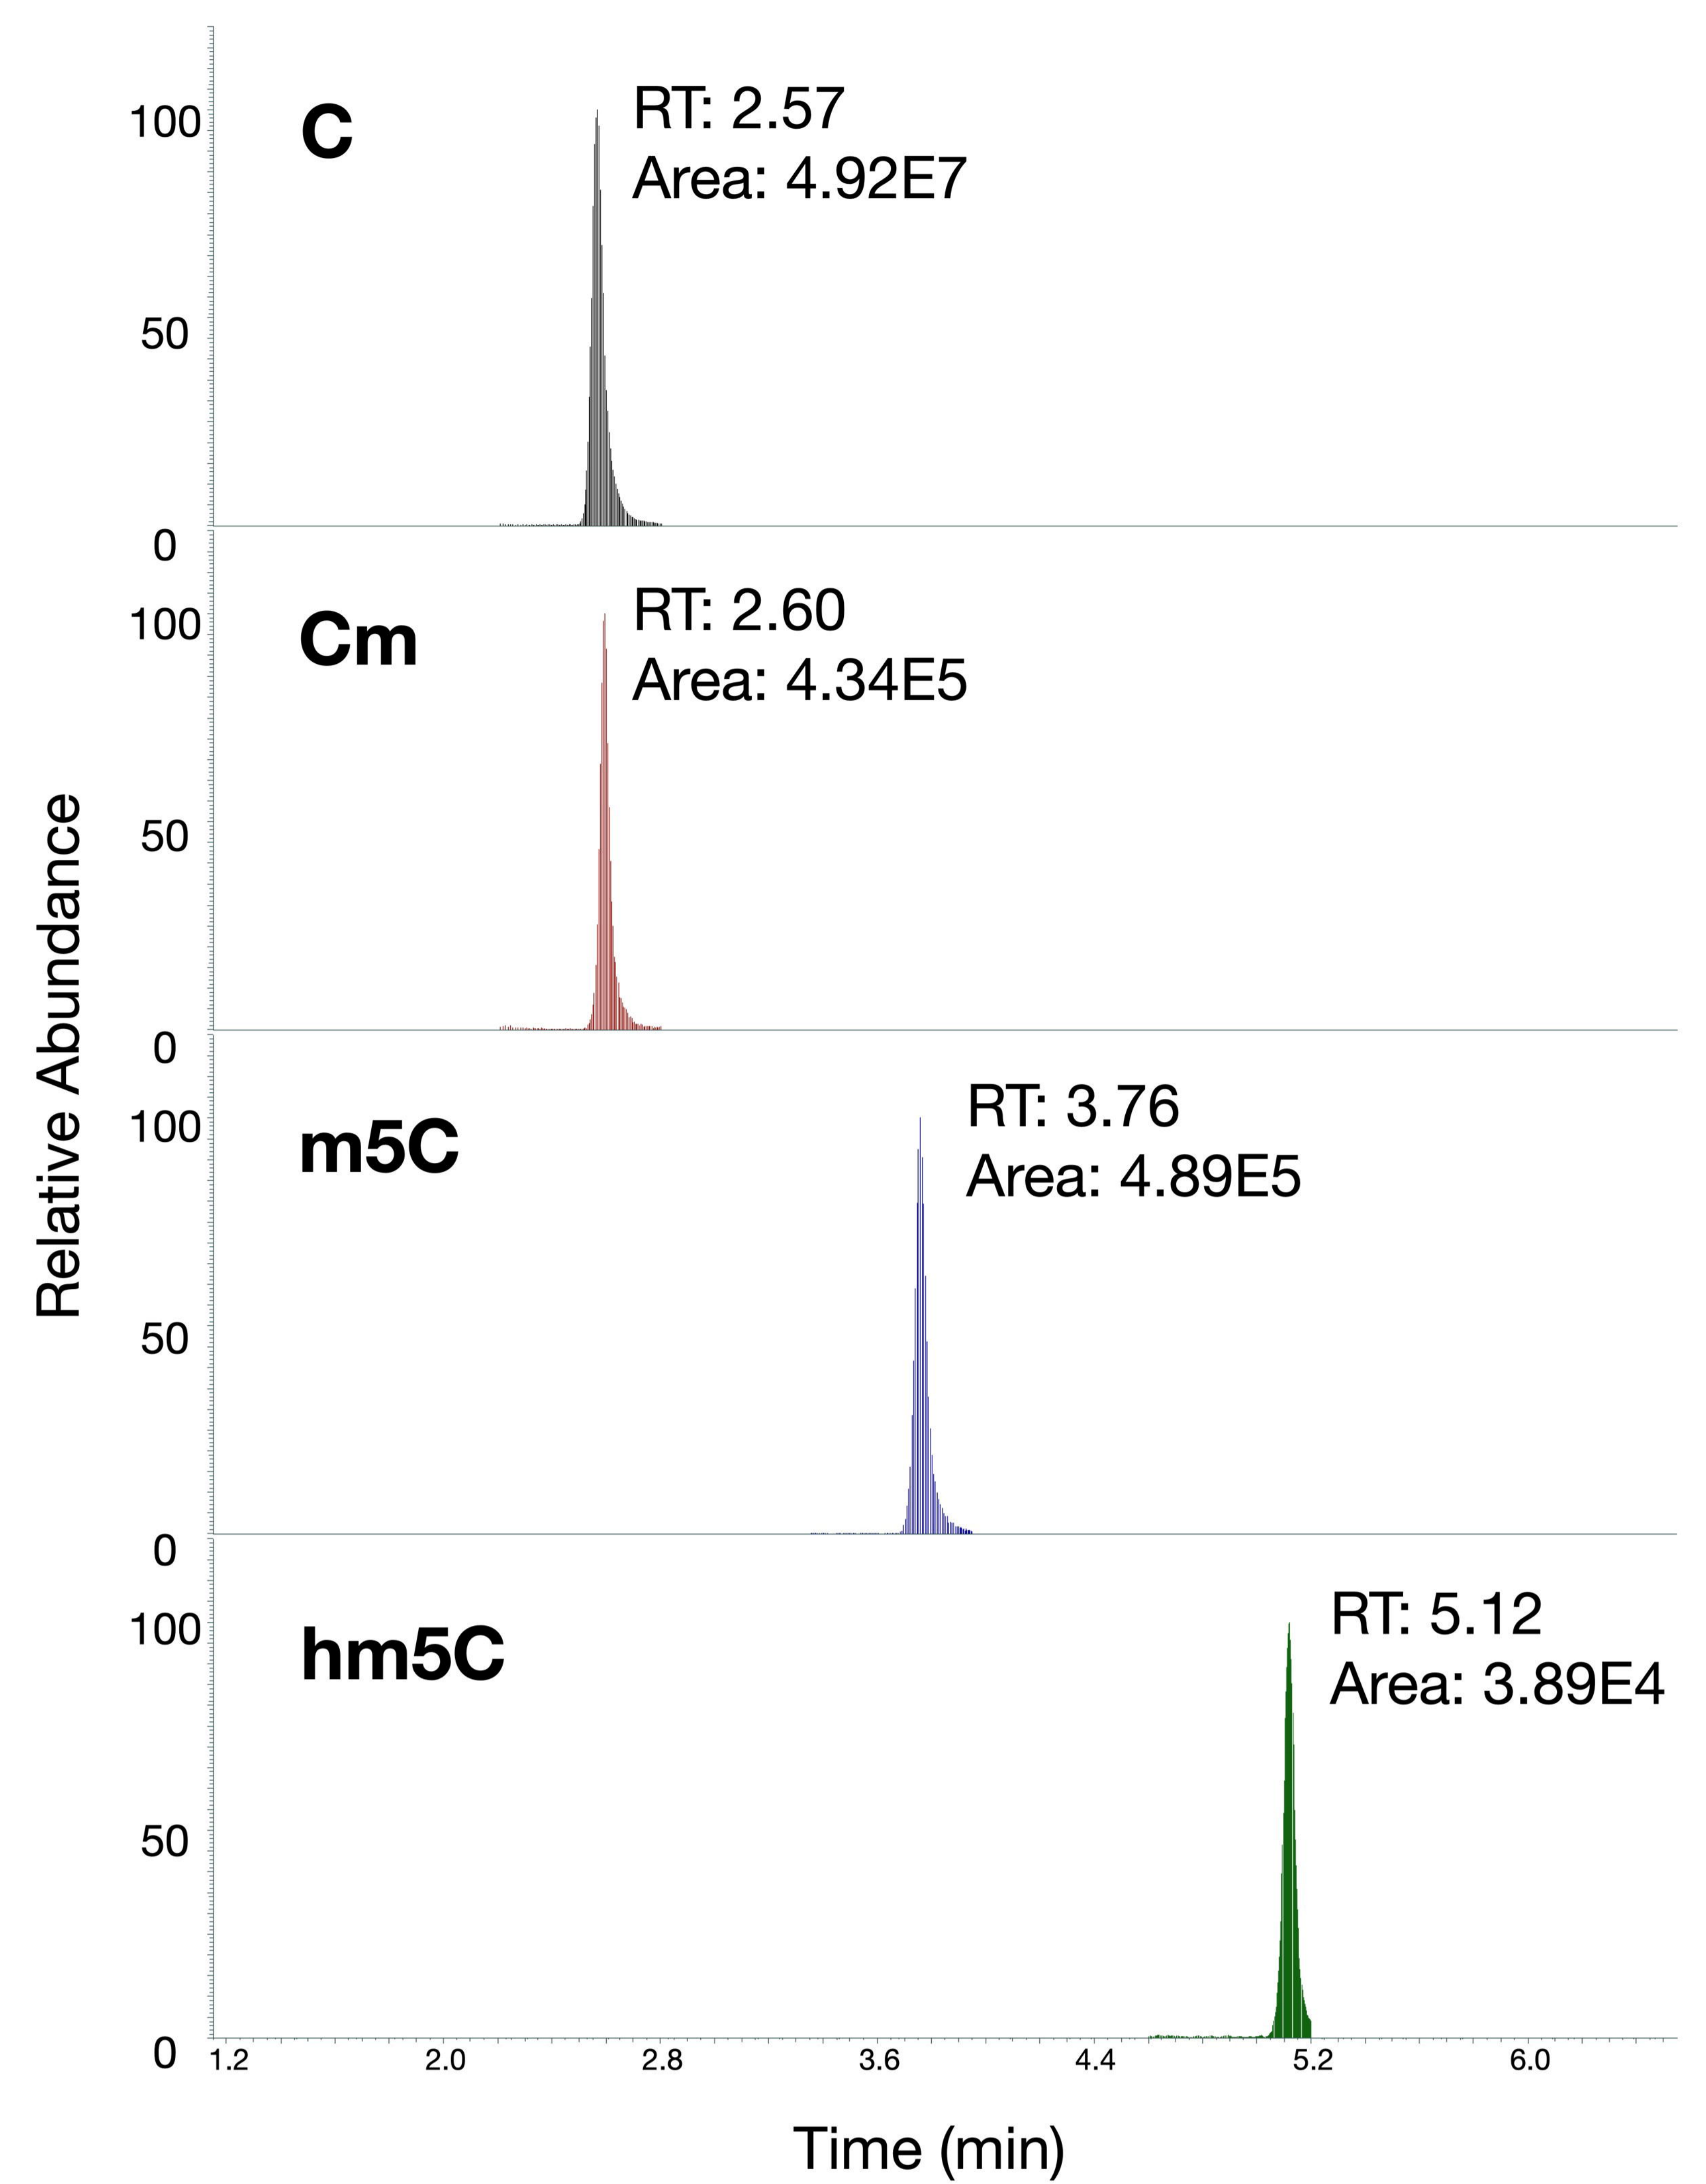 Relative Abundance
C
RT: 2.57
Area: 4.92E7
100
50
0
Cm
RT: 2.60
Area: 4.34E5
100
50
0
m5C
RT: 3.76
Area: 4.89E5
100
50
0
hm5C
RT: 5.12
Area: 3.89E4
100
50
0
1.2 2.0 2.8 3.6 4.4 5.2 6.0
Time (min)